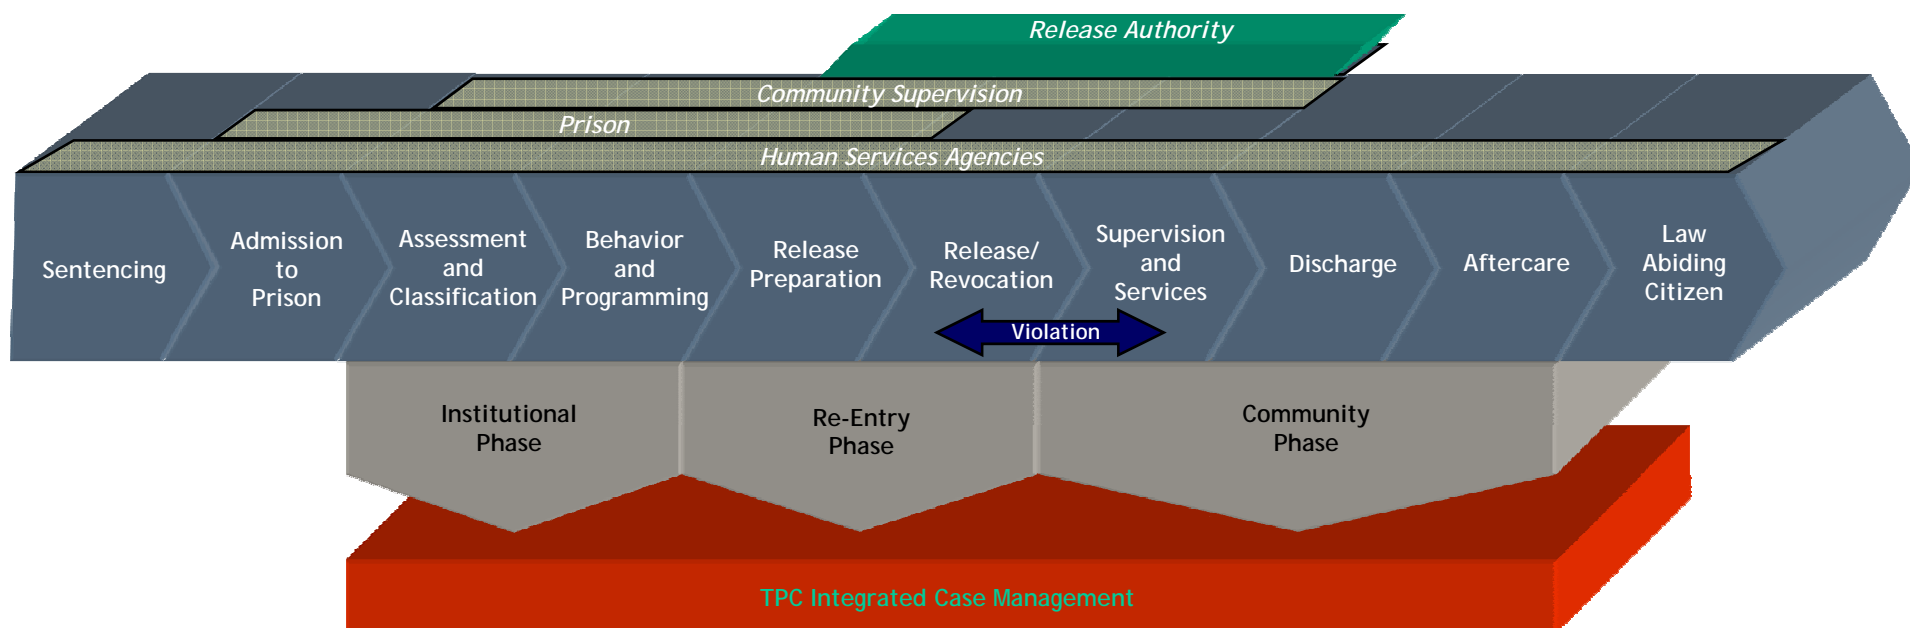 Release Authority
Community Supervision
Prison
Human Services Agencies
Sentencing
Admission
to
Prison
Assessment
and
Classification
Behavior
and
Programming
Release
Preparation
Release/
Revocation
Supervision
and
Services
Discharge
Aftercare
Law
Abiding
Citizen
Violation
Institutional
Phase
Re-Entry
Phase
Community
Phase
TPC Integrated Case Management